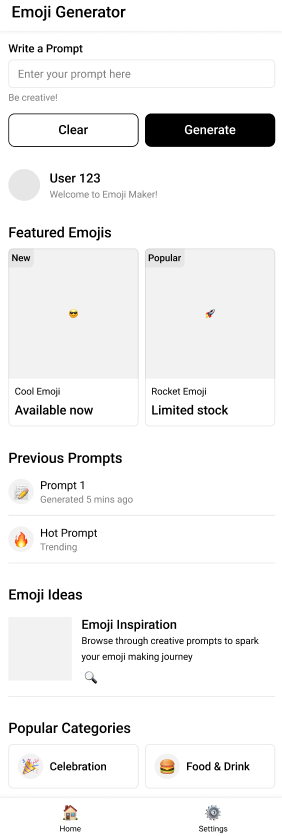 Emoji Generator
Write a Prompt
Enter your prompt here
Be creative!
Clear
Generate
User 123
Welcome to Emoji Maker!
Featured Emojis
New
Popular
Cool Emoji
Available now
Rocket Emoji
Limited stock
Previous Prompts
Prompt 1
Generated 5 mins ago
Hot Prompt
Trending
Emoji Ideas
Emoji Inspiration
Browse through creative prompts to spark
your emoji making journey
Popular Categories
Celebration
Food & Drink
Home
Settings